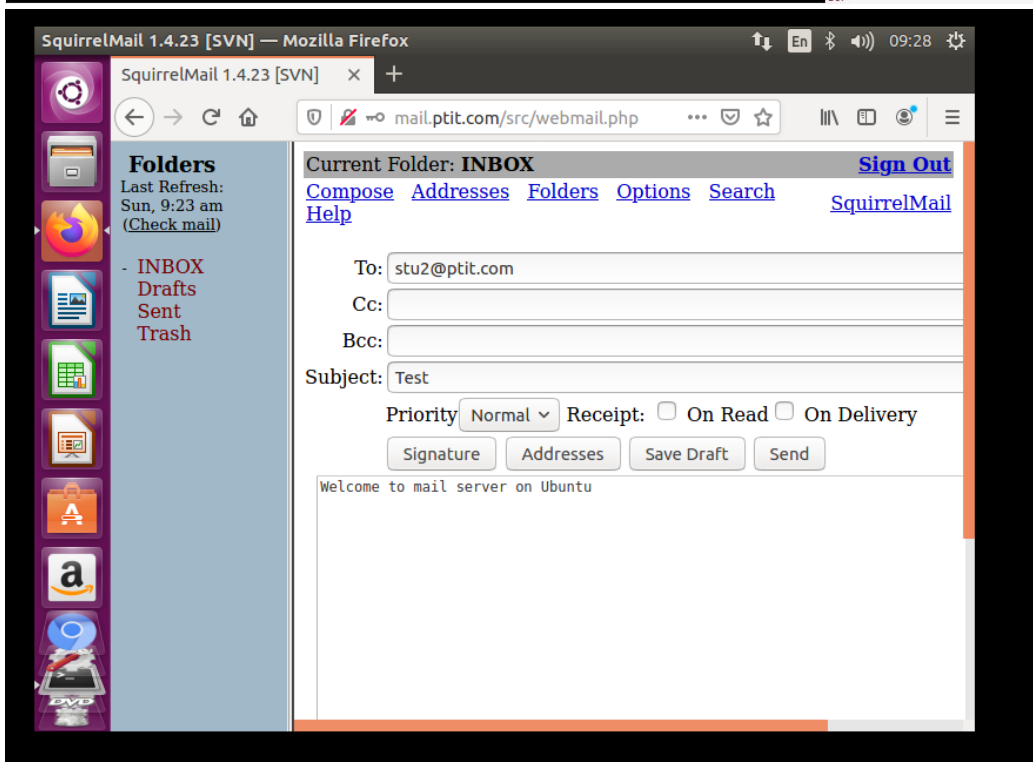 SquirrelMail 1.4.23 [SVN] — Mozilla Firefox
En
09:28
SquirrelMail 1.4.23 [SVN]
mail.ptit.com/src/webmail.php
Folders
Last Refresh:
Sun, 9:23 am
(Check mail)
- INBOX
Drafts
Sent
Trash
Current Folder: INBOX
Sign Out
Compose Addresses Folders Options Search
Help
SquirrelMail
To: stu2@ptit.com
Cc:
Bcc:
Subject: Test
Priority Normal Receipt: On Read On Delivery
Signature Addresses Save Draft Send
Welcome to mail server on Ubuntu
A
a
DVD